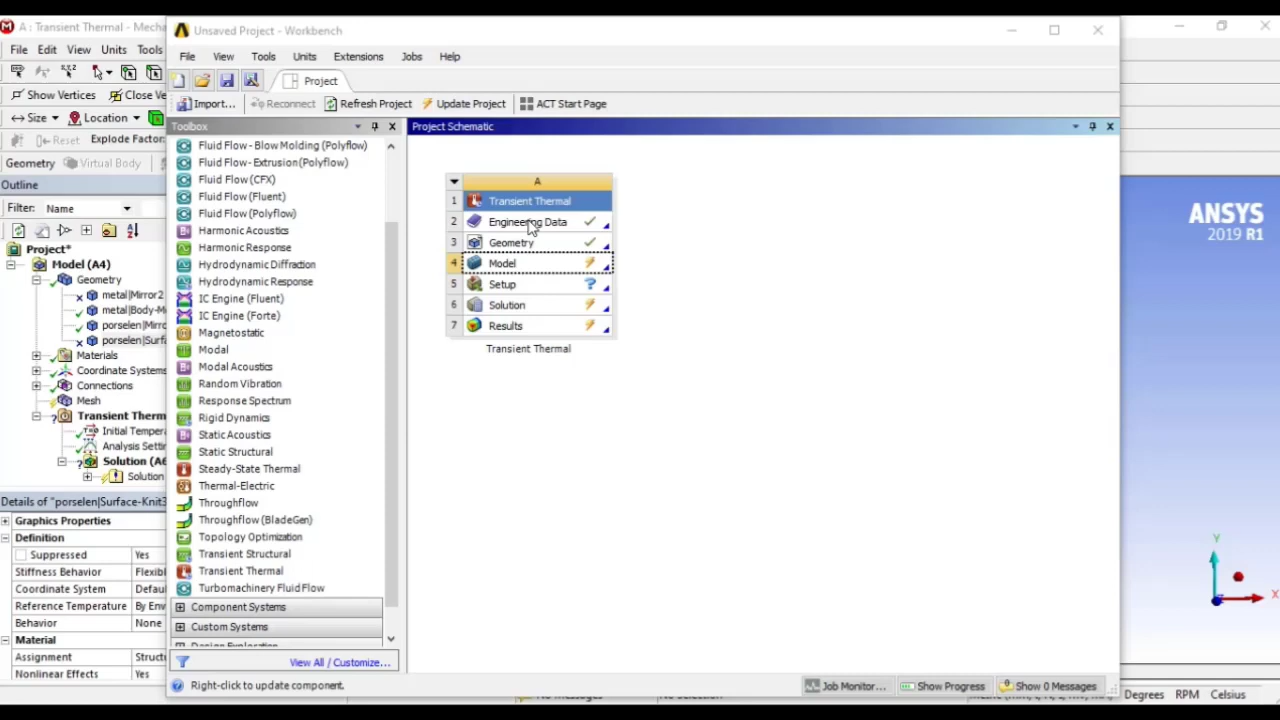 A : Transient Thermal - Mecha
Unsaved Project - Workbench
File Edit View Units Tools
File View Tools Units Extensions Jobs Help
Project
Show Vertices
Close Ve
Import... Reconnect Refresh Project Update Project ACT Start Page
Size Location
Toolbox
Project Schematic
Reset Explode Factor:
Geometry Virtual Body
Outline
Filter: Name
Project*
Model (A4)
Geometry
metal|Mirror2
metal|Body-M
porselen|Mirro
porselen|Surfa
Materials
Coordinate Systems
Connections
Mesh
Transient Therm
Initial Tempera
Analysis Setti
Solution (A6
Solution
Details of "porselen|Surface-Knit3
Graphics Properties
Definition
Suppressed Yes
Stiffness Behavior Flexibl
Coordinate System Defaul
Reference Temperature By Env
Behavior None
Material
Assignment Structu
Nonlinear Effects Yes
Fluid Flow - Blow Molding (Polyflow)
Fluid Flow - Extrusion (Polyflow)
Fluid Flow (CFX)
Fluid Flow (Fluent)
Fluid Flow (Polyflow)
Harmonic Acoustics
Harmonic Response
Hydrodynamic Diffraction
Hydrodynamic Response
IC Engine (Fluent)
IC Engine (Forte)
Magnetostatic
Modal
Modal Acoustics
Random Vibration
Response Spectrum
Rigid Dynamics
Static Acoustics
Static Structural
Steady-State Thermal
Thermal-Electric
Throughflow
Throughflow (BladeGen)
Topology Optimization
Transient Structural
Transient Thermal
Turbomachinery Fluid Flow
Component Systems
Custom Systems
Design Exploration
View All / Customize...
A
1 Transient Thermal
2 Engineering Data
3 Geometry
4 Model
5 Setup ?
6 Solution
7 Results
Transient Thermal
ANSYS
2019 R1
Y
X
Right-click to update component.
Job Monitor... Show Progress Show 0 Messages
Degrees RPM Celsius